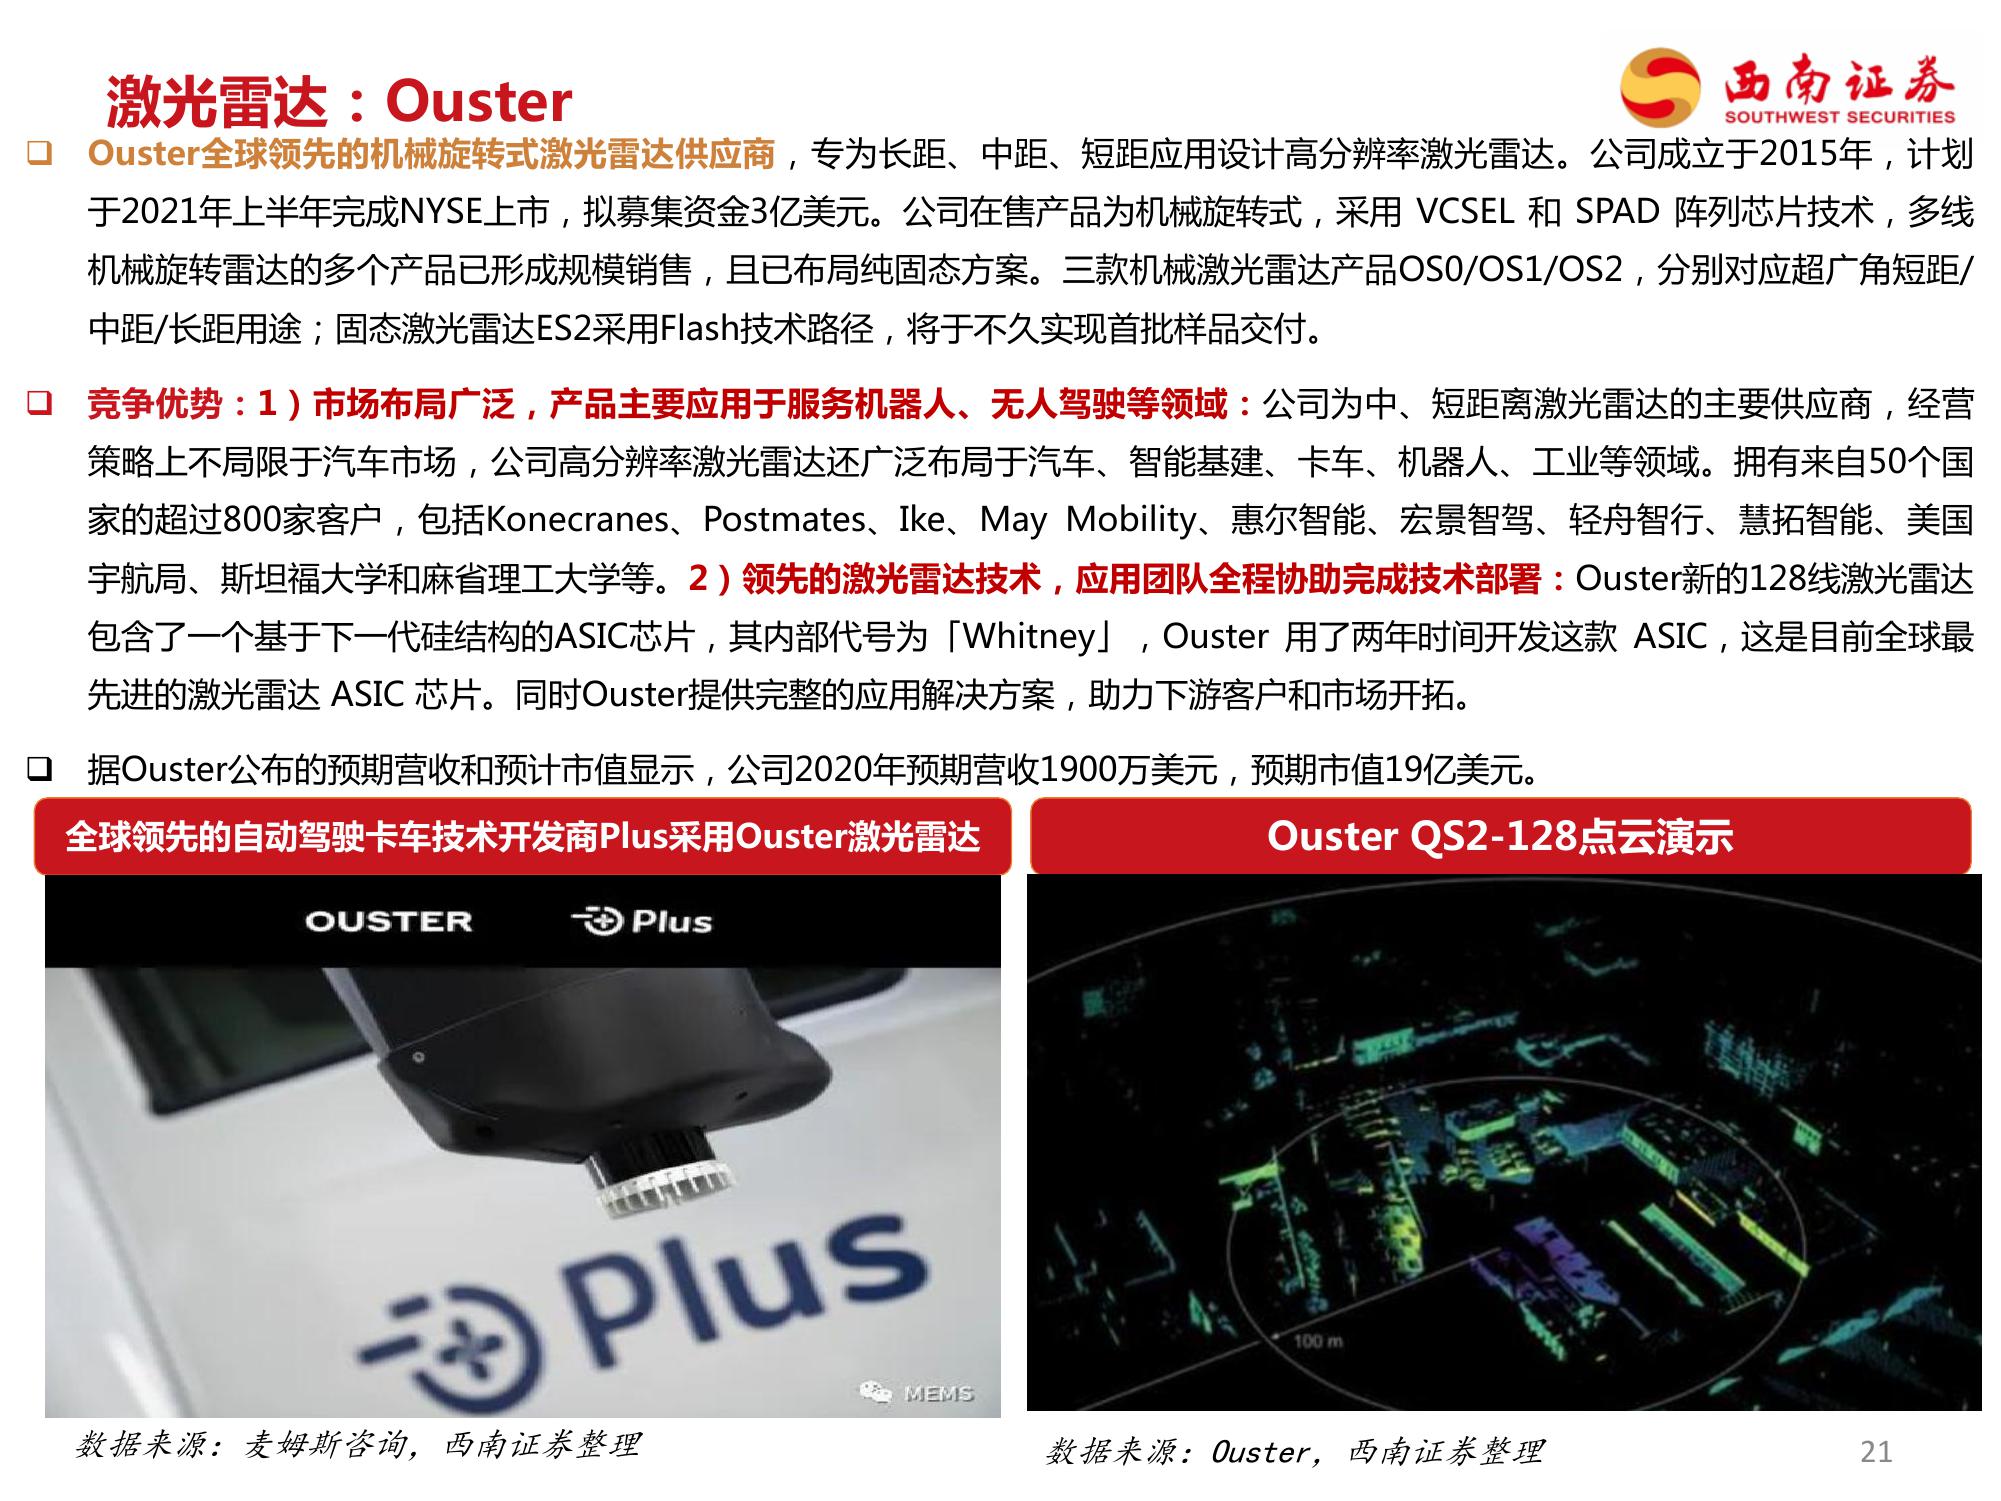 激光雷达：Ouster
西南证券
SOUTHWEST SECURITIES
Ouster全球领先的机械旋转式激光雷达供应商，专为长距、中距、短距应用设计高分辨率激光雷达。公司成立于2015年，计划
于2021年上半年完成NYSE上市，拟募集资金3亿美元。公司在售产品为机械旋转式，采用 VCSEL 和 SPAD 阵列芯片技术，多线
机械旋转雷达的多个产品已形成规模销售，且已布局纯固态方案。三款机械激光雷达产品OS0/OS1/OS2，分别对应超广角短距/
中距/长距用途；固态激光雷达ES2采用Flash技术路径，将于不久实现首批样品交付。
竞争优势：1）市场布局广泛，产品主要应用于服务机器人、无人驾驶等领域：公司为中、短距离激光雷达的主要供应商，经营
策略上不局限于汽车市场，公司高分辨率激光雷达还广泛布局于汽车、智能基建、卡车、机器人、工业等领域。拥有来自50个国
家的超过800家客户，包括Konecranes、Postmates、Ike、May Mobility、惠尔智能、宏景智驾、轻舟智行、慧拓智能、美国
宇航局、斯坦福大学和麻省理工大学等。2）领先的激光雷达技术，应用团队全程协助完成技术部署：Ouster新的128线激光雷达
包含了一个基于下一代硅结构的ASIC芯片，其内部代号为「Whitney」，Ouster 用了两年时间开发这款 ASIC，这是目前全球最
先进的激光雷达 ASIC 芯片。同时Ouster提供完整的应用解决方案，助力下游客户和市场开拓。
据Ouster公布的预期营收和预计市值显示，公司2020年预期营收1900万美元，预期市值19亿美元。
全球领先的自动驾驶卡车技术开发商Plus采用Ouster激光雷达
Ouster QS2-128点云演示
OUSTER
Plus
Plus
MEMS
100 m
数据来源：麦姆斯咨询，西南证券整理
数据来源：Ouster，西南证券整理
21